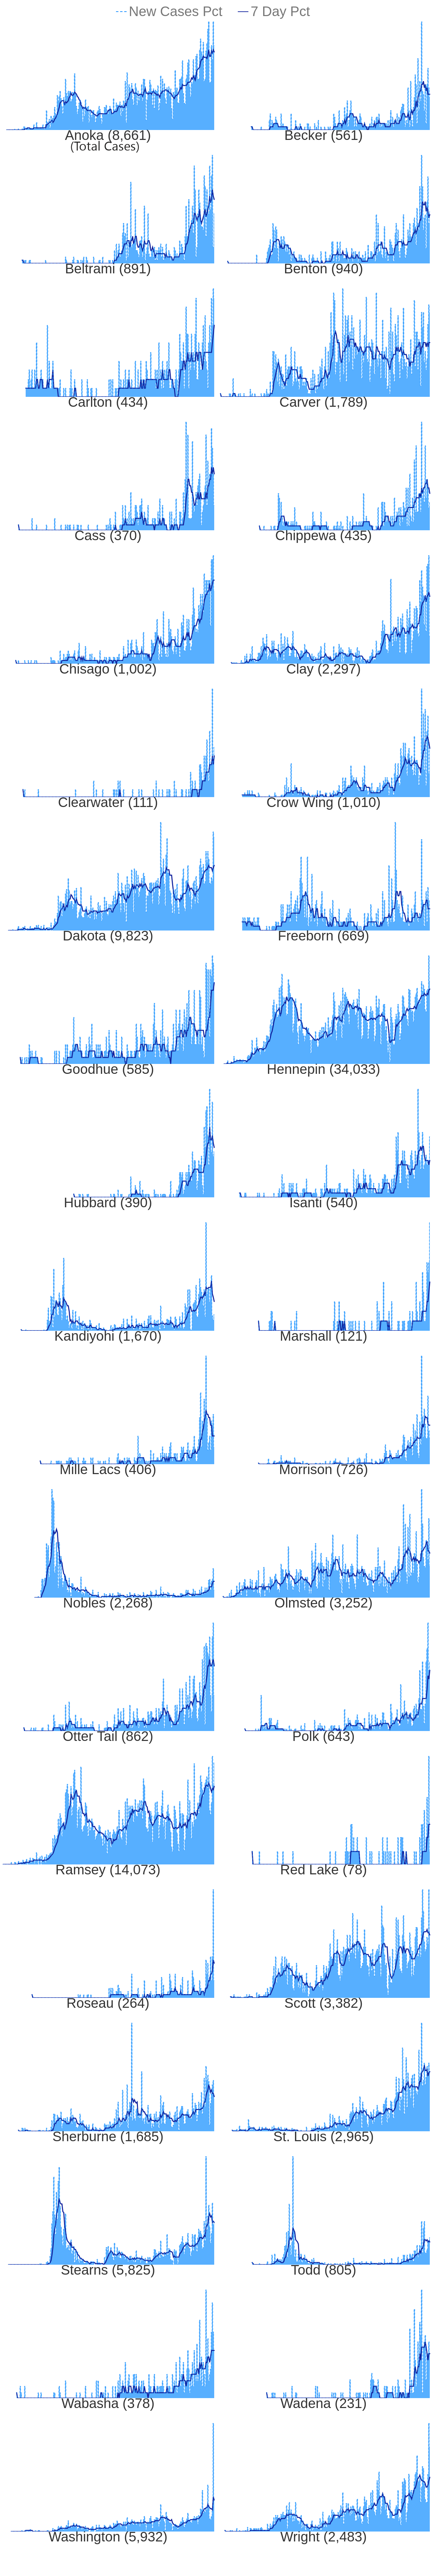 New Cases Pct 7 Day Pct
Anoka (8,661) Becker (561)
(Total Cases)
Beltrami (891) Benton (940)
Carlton (434) Carver (1,789)
Cass (370) Chippewa (435)
Chisago (1,002) Clay (2,297)
Clearwater (111) Crow Wing (1,010)
Dakota (9,823) Freeborn (669)
Goodhue (585) Hennepin (34,033)
Hubbard (390) Isanti (540)
Kandiyohi (1,670) Marshall (121)
Mille Lacs (406) Morrison (726)
Nobles (2,268) Olmsted (3,252)
Otter Tail (862) Polk (643)
Ramsey (14,073) Red Lake (78)
Roseau (264) Scott (3,382)
Sherburne (1,685) St. Louis (2,965)
Stearns (5,825) Todd (805)
Wabasha (378) Wadena (231)
Washington (5,932) Wright (2,483)